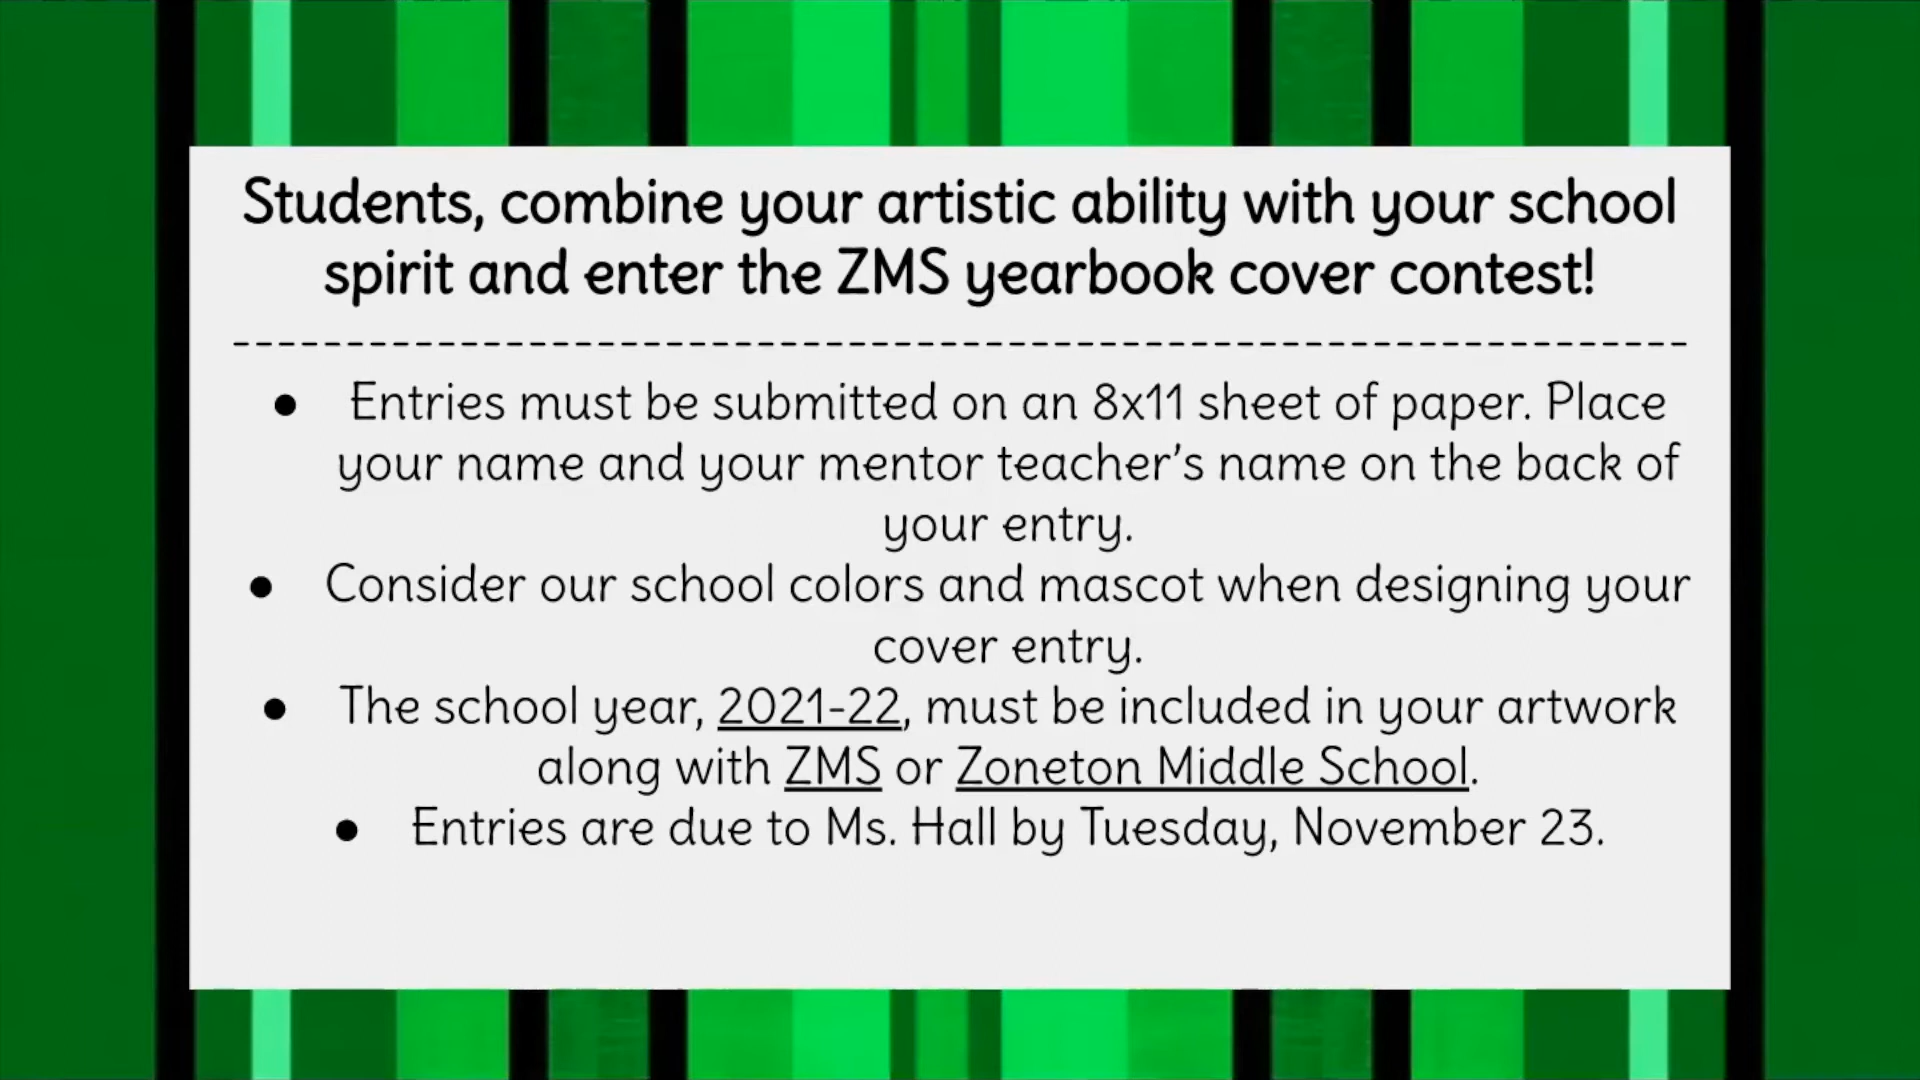 Students, combine your artistic ability with your school
spirit and enter the ZMS yearbook cover contest!
----------------------------------------------------------------
● Entries must be submitted on an 8x11 sheet of paper. Place
your name and your mentor teacher’s name on the back of
your entry.
● Consider our school colors and mascot when designing your
cover entry.
● The school year, 2021-22, must be included in your artwork
along with ZMS or Zoneton Middle School.
● Entries are due to Ms. Hall by Tuesday, November 23.